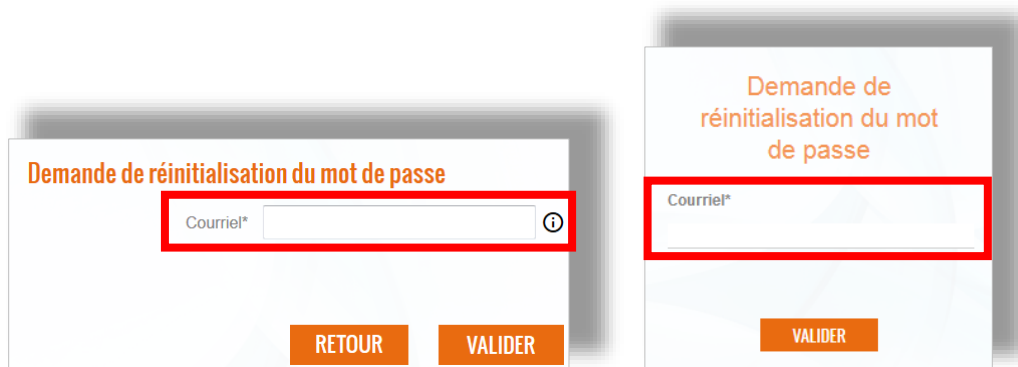 Demande de réinitialisation du mot de passe
Courriel*
RETOUR
VALIDER
Demande de
réinitialisation du mot
de passe
Courriel*
VALIDER